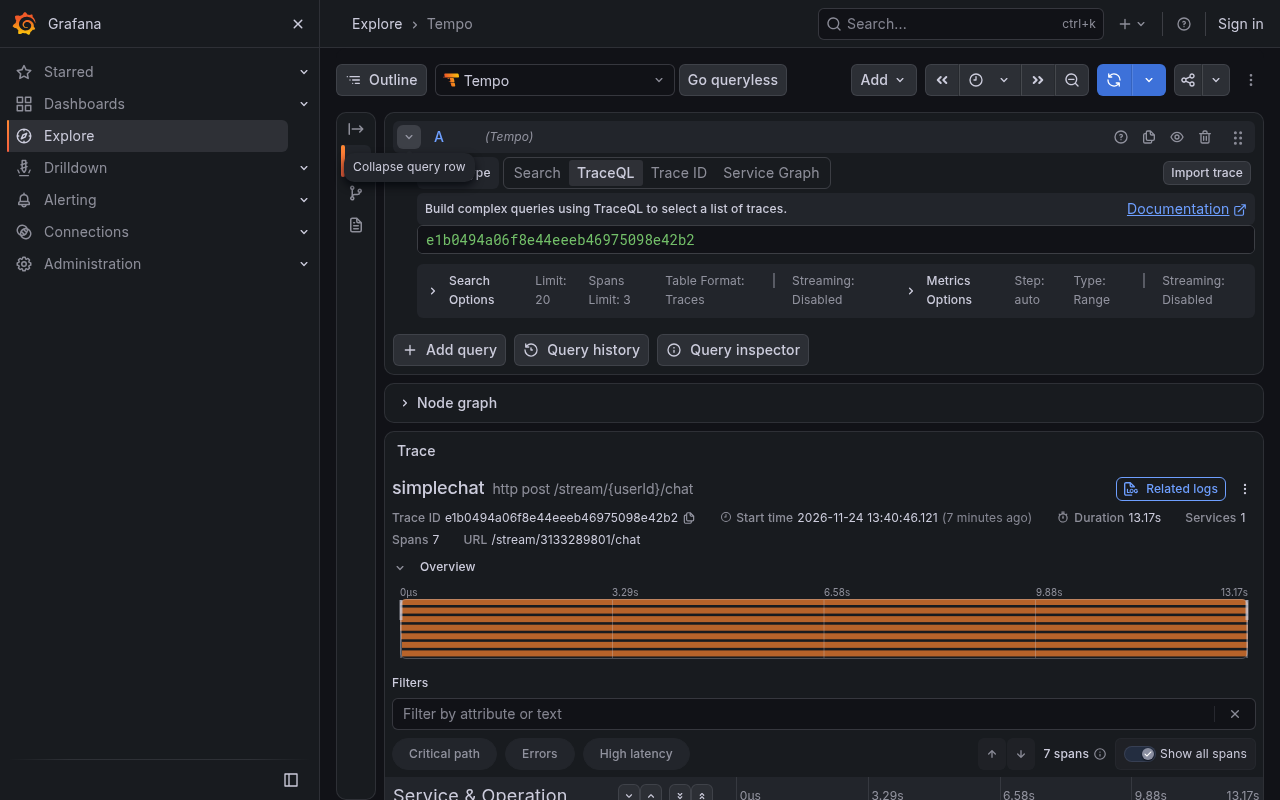 Grafana
Explore › Tempo
Search...
ctrl+k
Sign in
Starred
Dashboards
Explore
Drilldown
Alerting
Connections
Administration
Outline
Tempo
Go queryless
Add
A
(Tempo)
Collapse query row
pe
Search
TraceQL
Trace ID
Service Graph
Import trace
Build complex queries using TraceQL to select a list of traces.
Documentation
e1b0494a06f8e44eeeb46975098e42b2
Search Options
Limit: 20
Spans Limit: 3
Table Format: Traces
|
Streaming: Disabled
Metrics Options
Step: auto
Type: Range
|
Streaming: Disabled
Add query
Query history
Query inspector
Node graph
Trace
simplechat http post /stream/{userId}/chat
LOG
Related logs
Trace ID e1b0494a06f8e44eeeb46975098e42b2
Start time 2026-11-24 13:40:46.121 (7 minutes ago)
Duration 13.17s
Services 1
Spans 7
URL /stream/3133289801/chat
Overview
0μs 3.29s 6.58s 9.88s 13.17s
Filters
Filter by attribute or text
Critical path
Errors
High latency
7 spans
Show all spans
Service & Operation
0μs 3.29s 6.58s 9.88s 13.17s